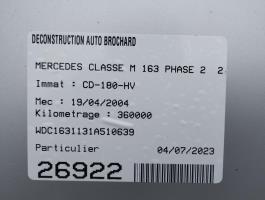 DECONSTRUCTION AUTO BROCHARD
MERCEDES CLASSE M 163 PHASE 2 2
Immat : CD-180-HV
Mec : 19/04/2004
Kilometrage : 360000
WDC1631131A510639
Particulier 04/07/2023
26922